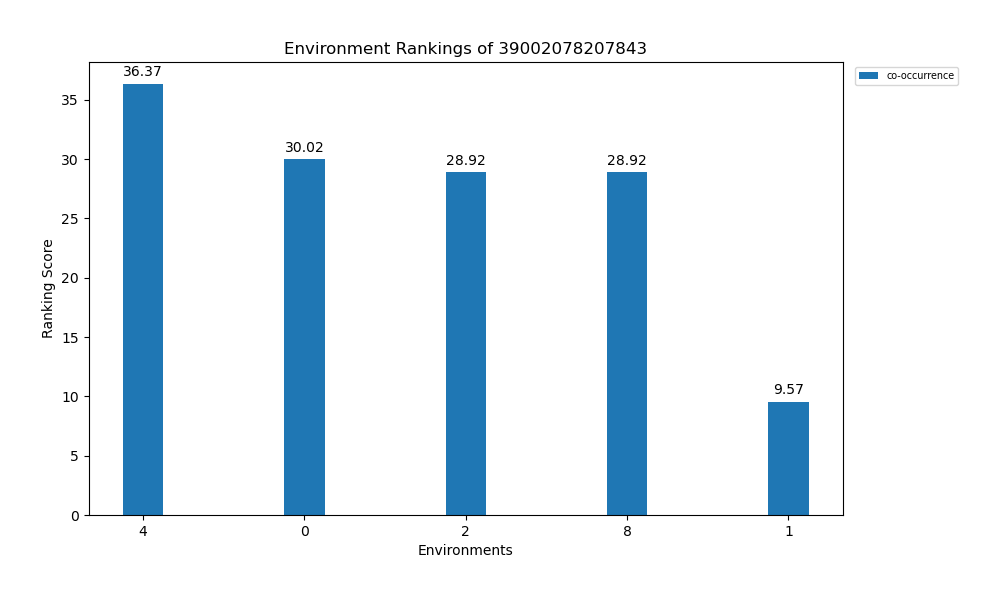 Environment Rankings of 39002078207843
co-occurrence
36.37
30.02
28.92
28.92
9.57
Ranking Score
35
30
25
20
15
10
5
0
4 0 2 8 1
Environments